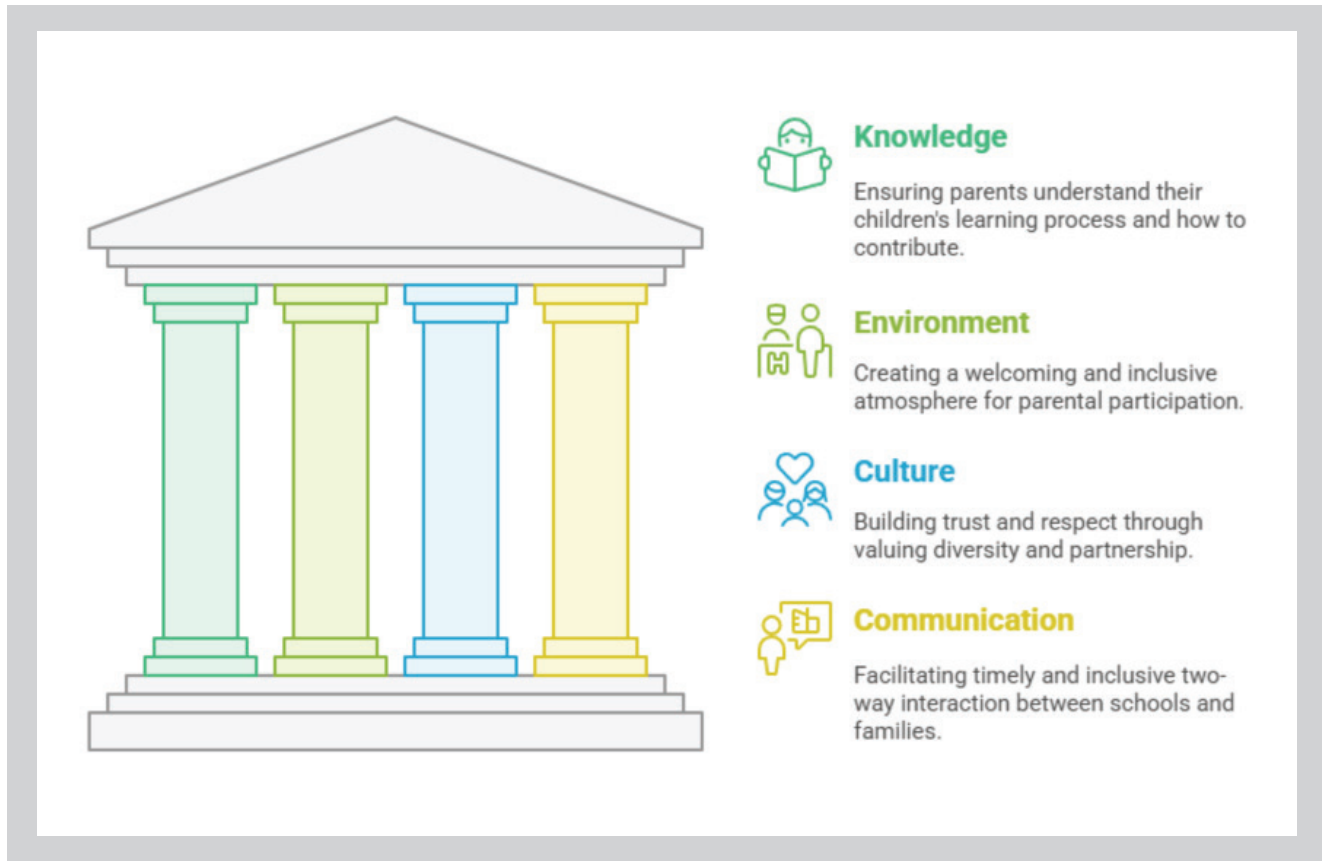 Knowledge
Ensuring parents understand their
children's learning process and how to
contribute.
Environment
Creating a welcoming and inclusive
atmosphere for parental participation.
Culture
Building trust and respect through
valuing diversity and partnership.
Communication
Facilitating timely and inclusive two-
way interaction between schools and
families.